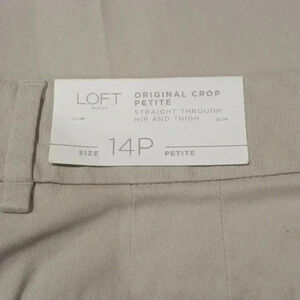 LOFT
ORIGINAL CROP
PETITE
STRAIGHT THROUGH
HIP AND THIGH
SIZE 14P PETITE